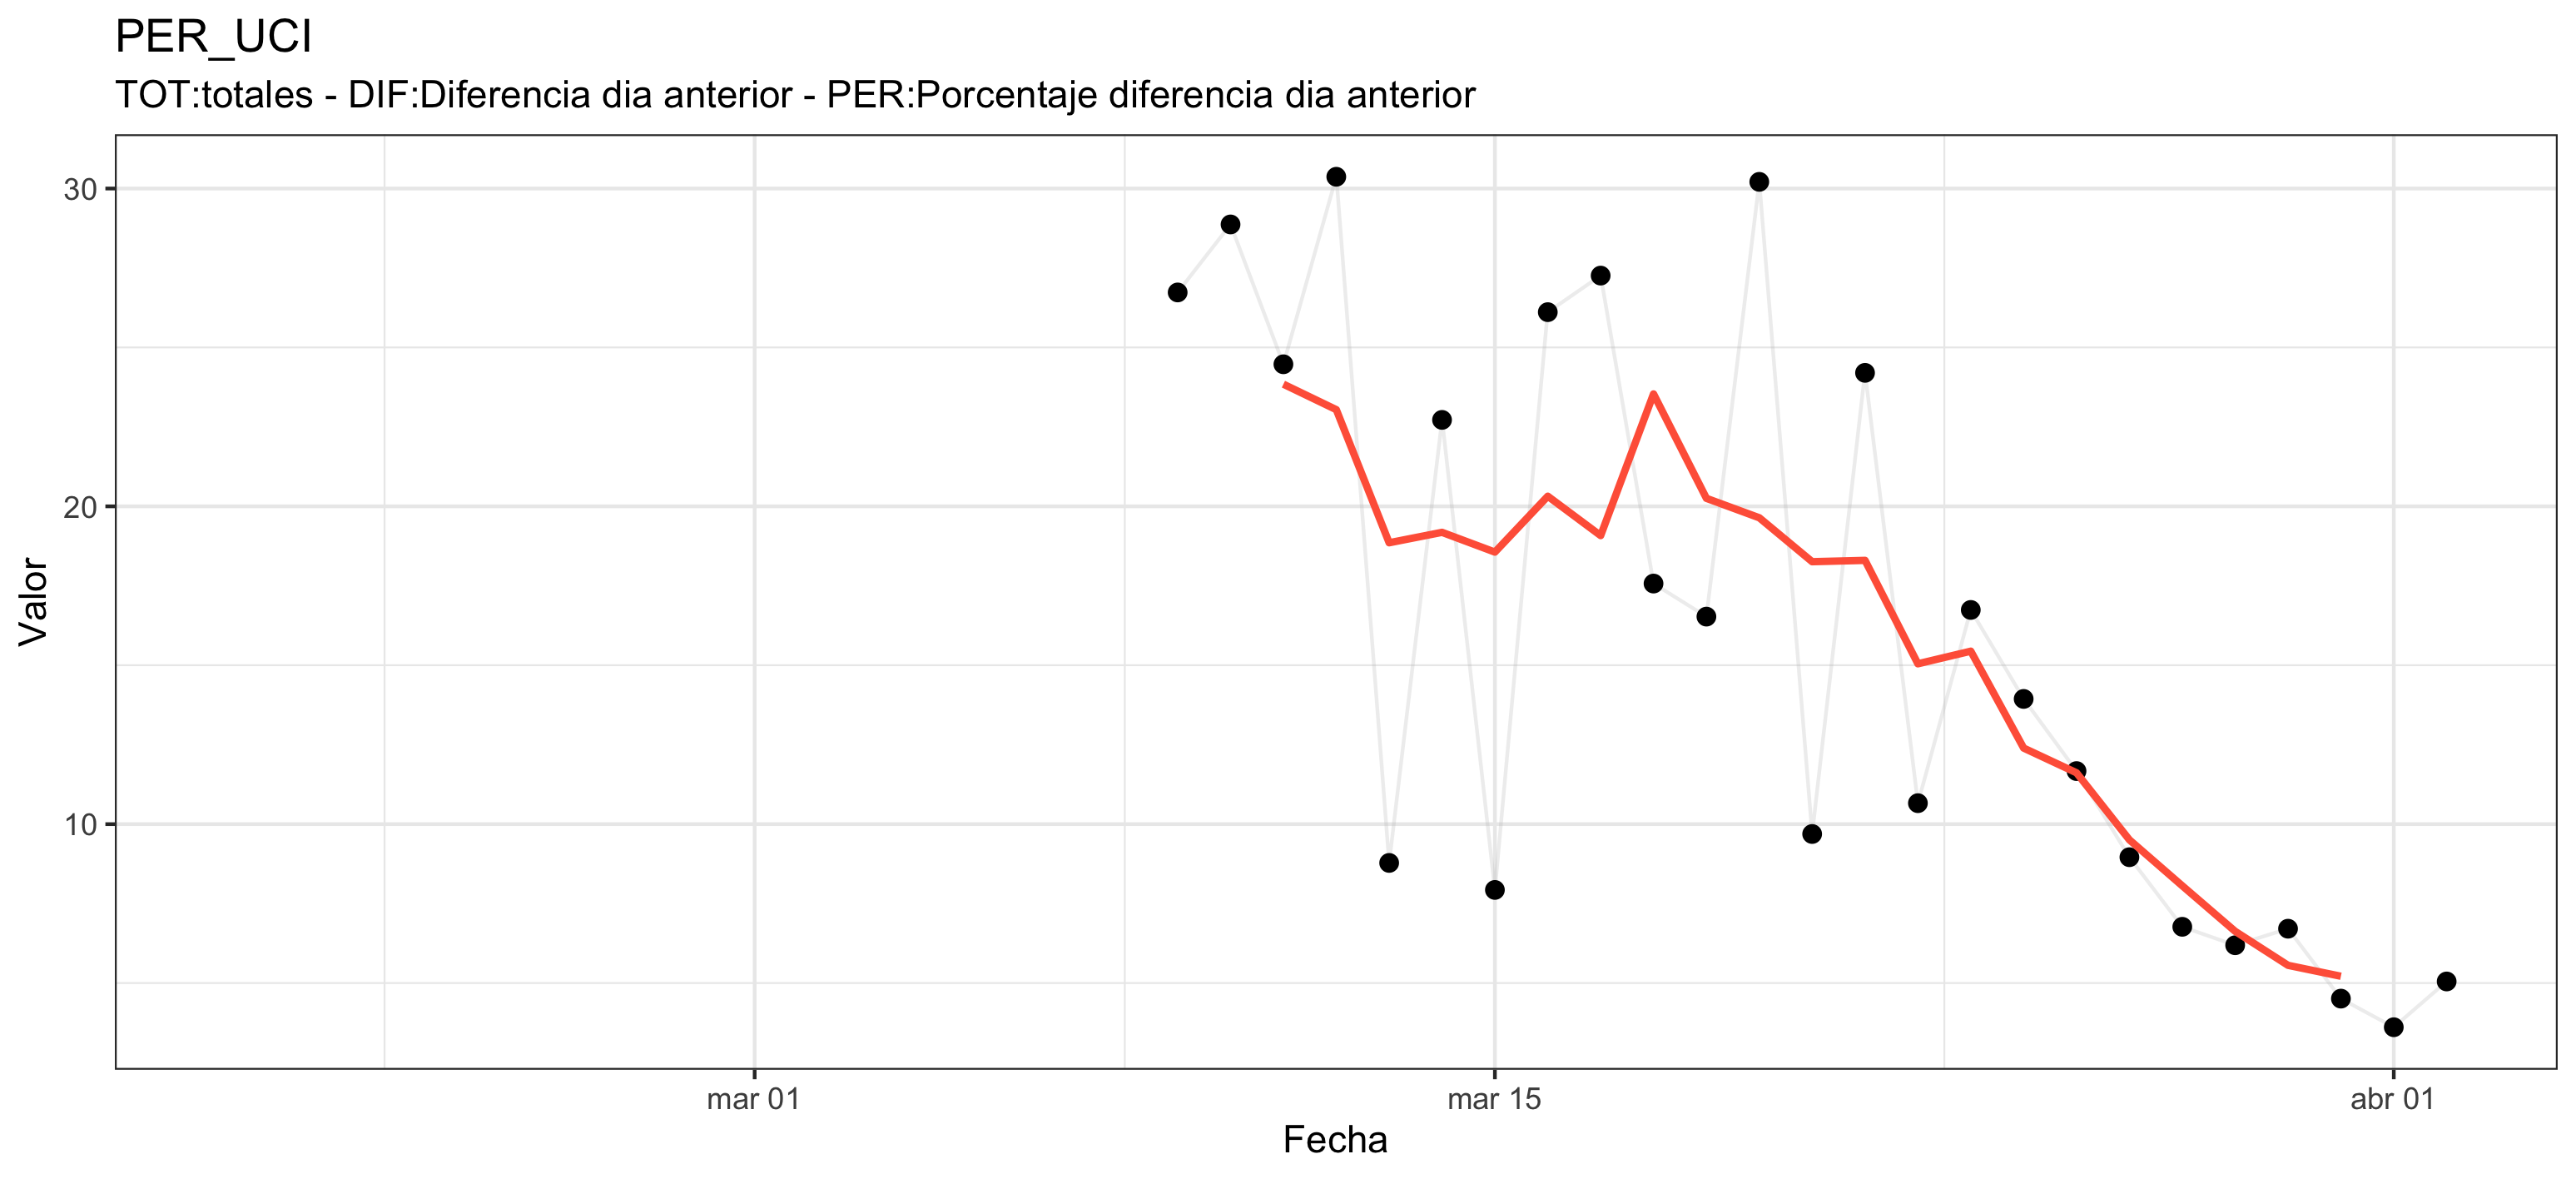 PER_UCI
TOT:totales - DIF:Diferencia dia anterior - PER:Porcentaje diferencia dia anterior
30
20
10
Valor
mar 01
mar 15
abr 01
Fecha